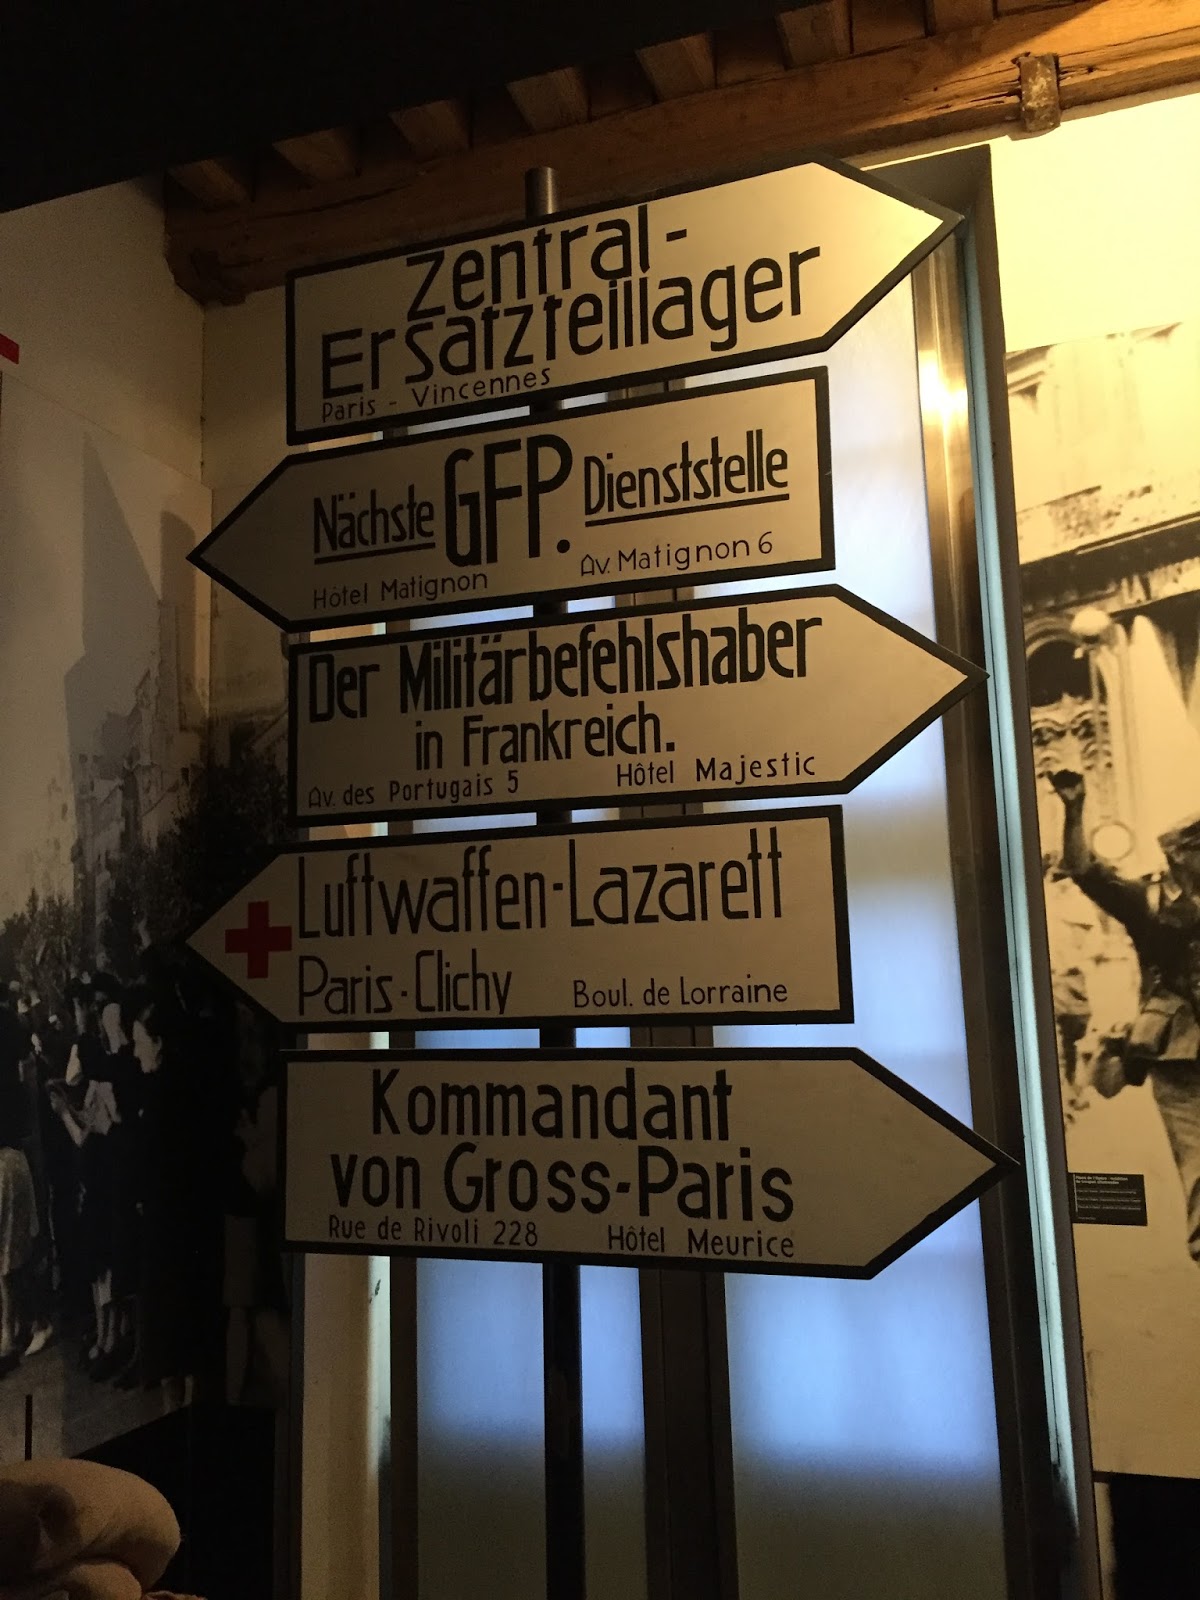 Zentral-
Ersatzteillager
Paris - Vincennes
Nächste GFP. Dienststelle
Hôtel Matignon Av. Matignon 6
Der Militärbefehlshaber
in Frankreich.
Av. des Portugais 5 Hôtel Majestic
Luftwaffen-Lazarett
Paris-Clichy Boul. de Lorraine
Kommandant
von Gross-Paris
Rue de Rivoli 228 Hôtel Meurice